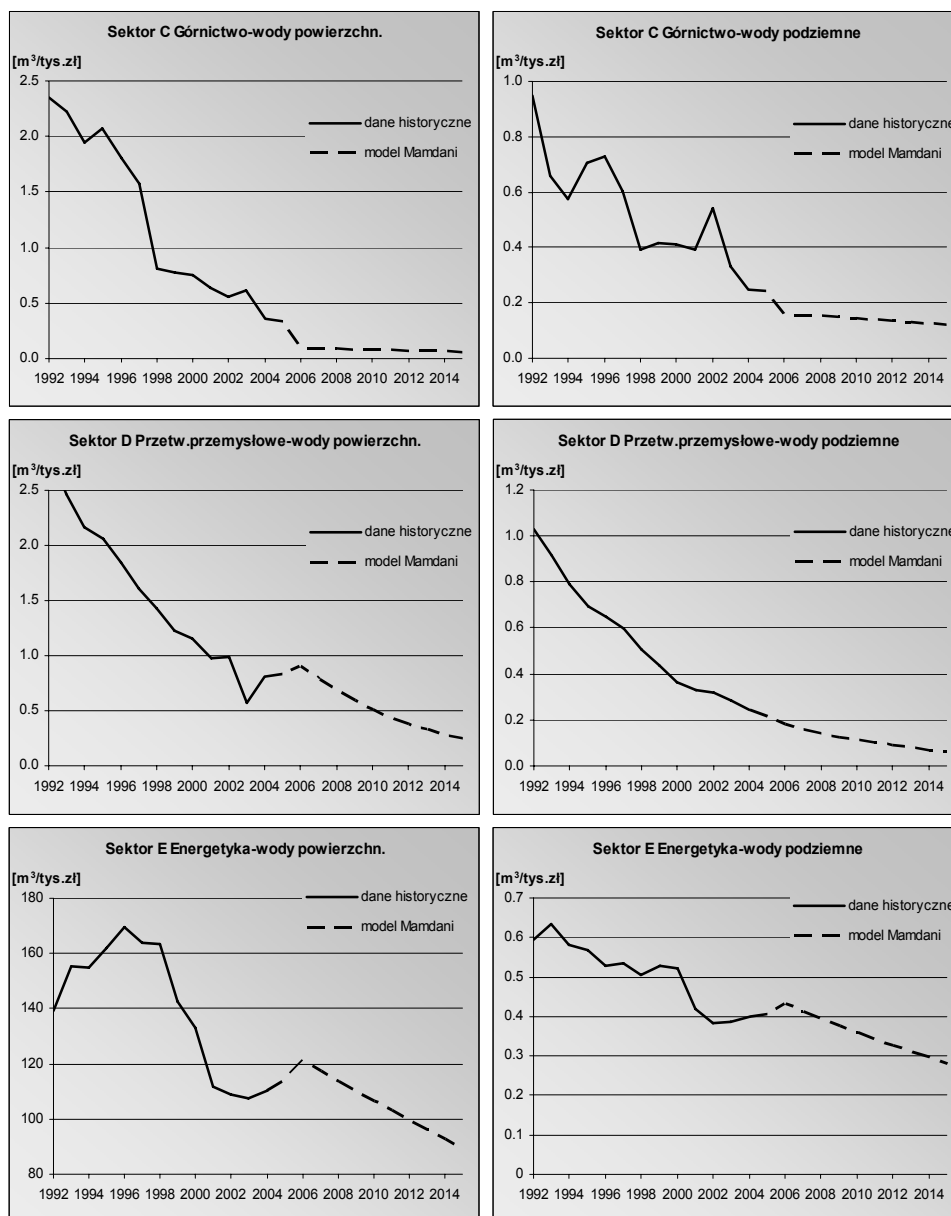 Sektor C Górnictwo-wody powierzchn.
[m³/tys.zł]
2.5
2.0
1.5
1.0
0.5
0.0
1992 1994 1996 1998 2000 2002 2004 2006 2008 2010 2012 2014
dane historyczne
model Mamdani
Sektor C Górnictwo-wody podziemne
[m³/tys.zł]
1.0
0.8
0.6
0.4
0.2
0.0
1992 1994 1996 1998 2000 2002 2004 2006 2008 2010 2012 2014
dane historyczne
model Mamdani
Sektor D Przetw.przemysłowe-wody powierzchn.
[m³/tys.zł]
2.5
2.0
1.5
1.0
0.5
0.0
1992 1994 1996 1998 2000 2002 2004 2006 2008 2010 2012 2014
dane historyczne
model Mamdani
Sektor D Przetw.przemysłowe-wody podziemne
[m³/tys.zł]
1.2
1.0
0.8
0.6
0.4
0.2
0.0
1992 1994 1996 1998 2000 2002 2004 2006 2008 2010 2012 2014
dane historyczne
model Mamdani
Sektor E Energetyka-wody powierzchn.
[m³/tys.zł]
180
160
140
120
100
80
1992 1994 1996 1998 2000 2002 2004 2006 2008 2010 2012 2014
dane historyczne
model Mamdani
Sektor E Energetyka-wody podziemne
[m³/tys.zł]
0.7
0.6
0.5
0.4
0.3
0.2
0.1
0
1992 1994 1996 1998 2000 2002 2004 2006 2008 2010 2012 2014
dane historyczne
model Mamdani